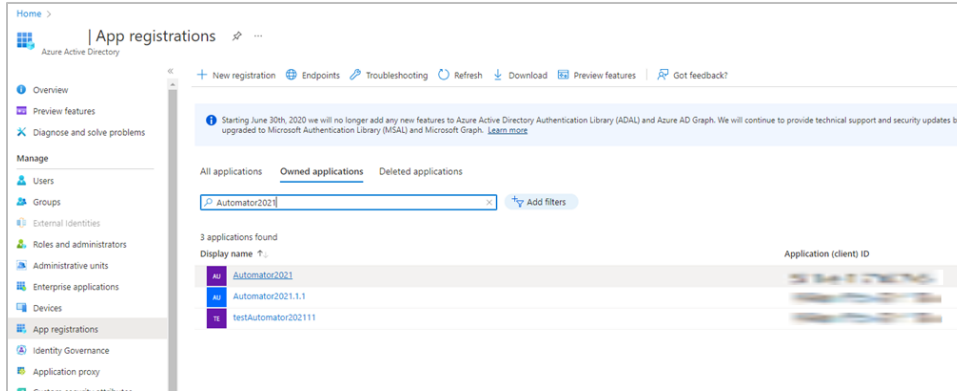 Home >
| App registrations
Azure Active Directory
Overview
Preview features
Diagnose and solve problems
Manage
Users
Groups
External Identities
Roles and administrators
Administrative units
Enterprise applications
Devices
App registrations
Identity Governance
Application proxy
Custom security attributes
New registration Endpoints Troubleshooting Refresh Download Preview features Got feedback?
Starting June 30th, 2020 we will no longer add any new features to Azure Active Directory Authentication Library (ADAL) and Azure AD Graph. We will continue to provide technical support and security updates
upgraded to Microsoft Authentication Library (MSAL) and Microsoft Graph. Learn more
All applications Owned applications Deleted applications
Automator2021
Add filters
3 applications found
Display name Application (client) ID
AU Automator2021
AU Automator2021.1.1
TE testAutomator202111